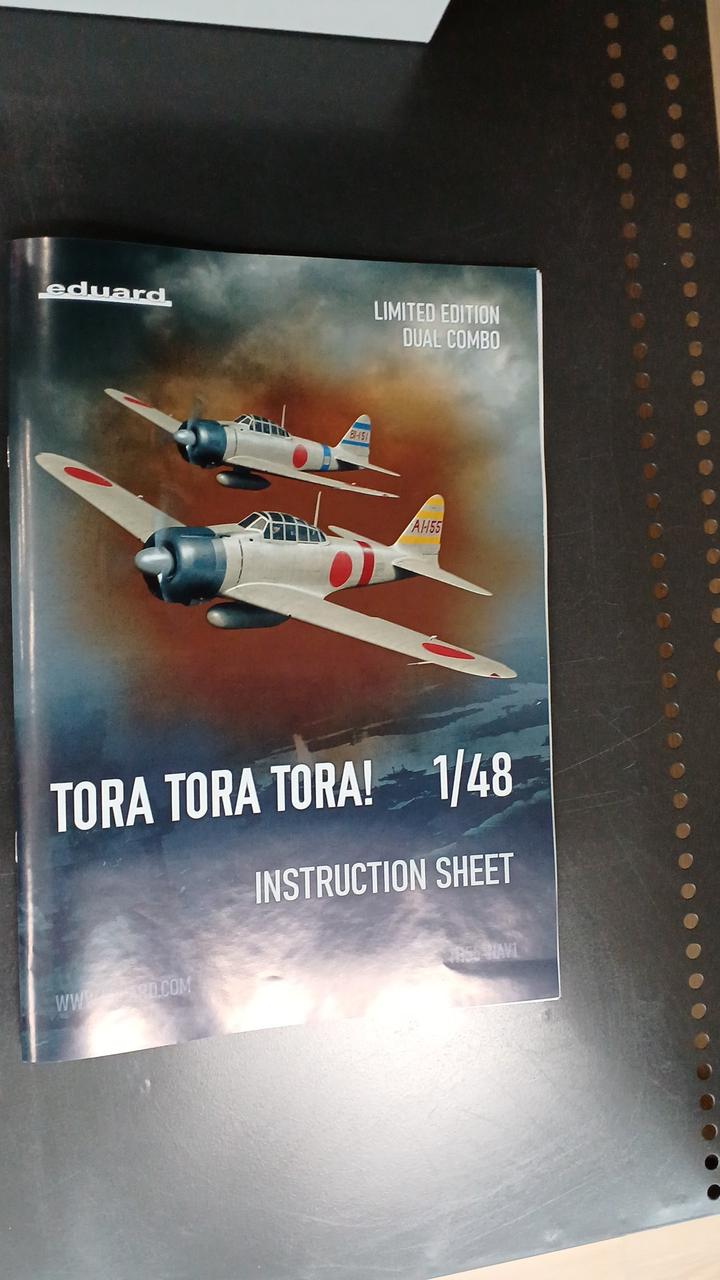 eduard
LIMITED EDITION
DUAL COMBO
BI-151
AI-155
TORA TORA TORA! 1/48
INSTRUCTION SHEET